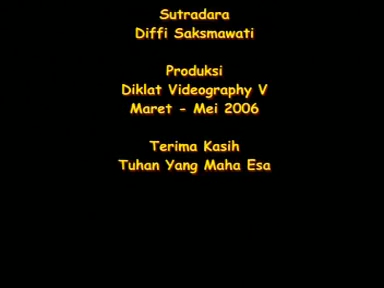 Sutradara
Diffi Saksmawati
Produksi
Diklat Videography V
Maret - Mei 2006
Terima Kasih
Tuhan Yang Maha Esa